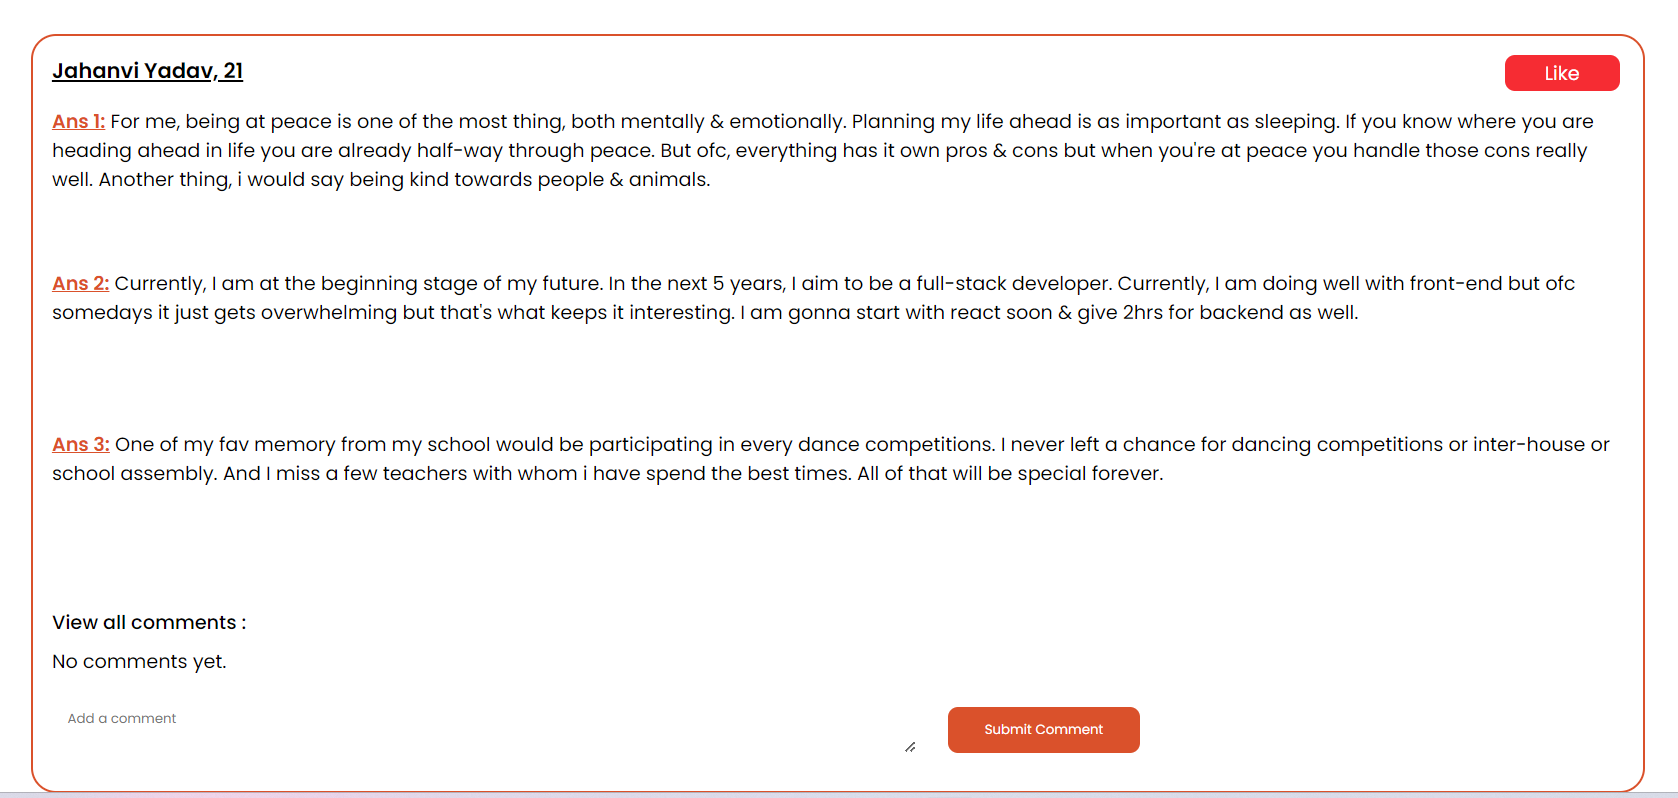 Jahanvi Yadav, 21
Like
Ans 1: For me, being at peace is one of the most thing, both mentally & emotionally. Planning my life ahead is as important as sleeping. If you know where you are
heading ahead in life you are already half-way through peace. But ofc, everything has it own pros & cons but when you're at peace you handle those cons really
well. Another thing, i would say being kind towards people & animals.
Ans 2: Currently, I am at the beginning stage of my future. In the next 5 years, I aim to be a full-stack developer. Currently, I am doing well with front-end but ofc
somedays it just gets overwhelming but that's what keeps it interesting. I am gonna start with react soon & give 2hrs for backend as well.
Ans 3: One of my fav memory from my school would be participating in every dance competitions. I never left a chance for dancing competitions or inter-house or
school assembly. And I miss a few teachers with whom i have spend the best times. All of that will be special forever.
View all comments :
No comments yet.
Add a comment
Submit Comment